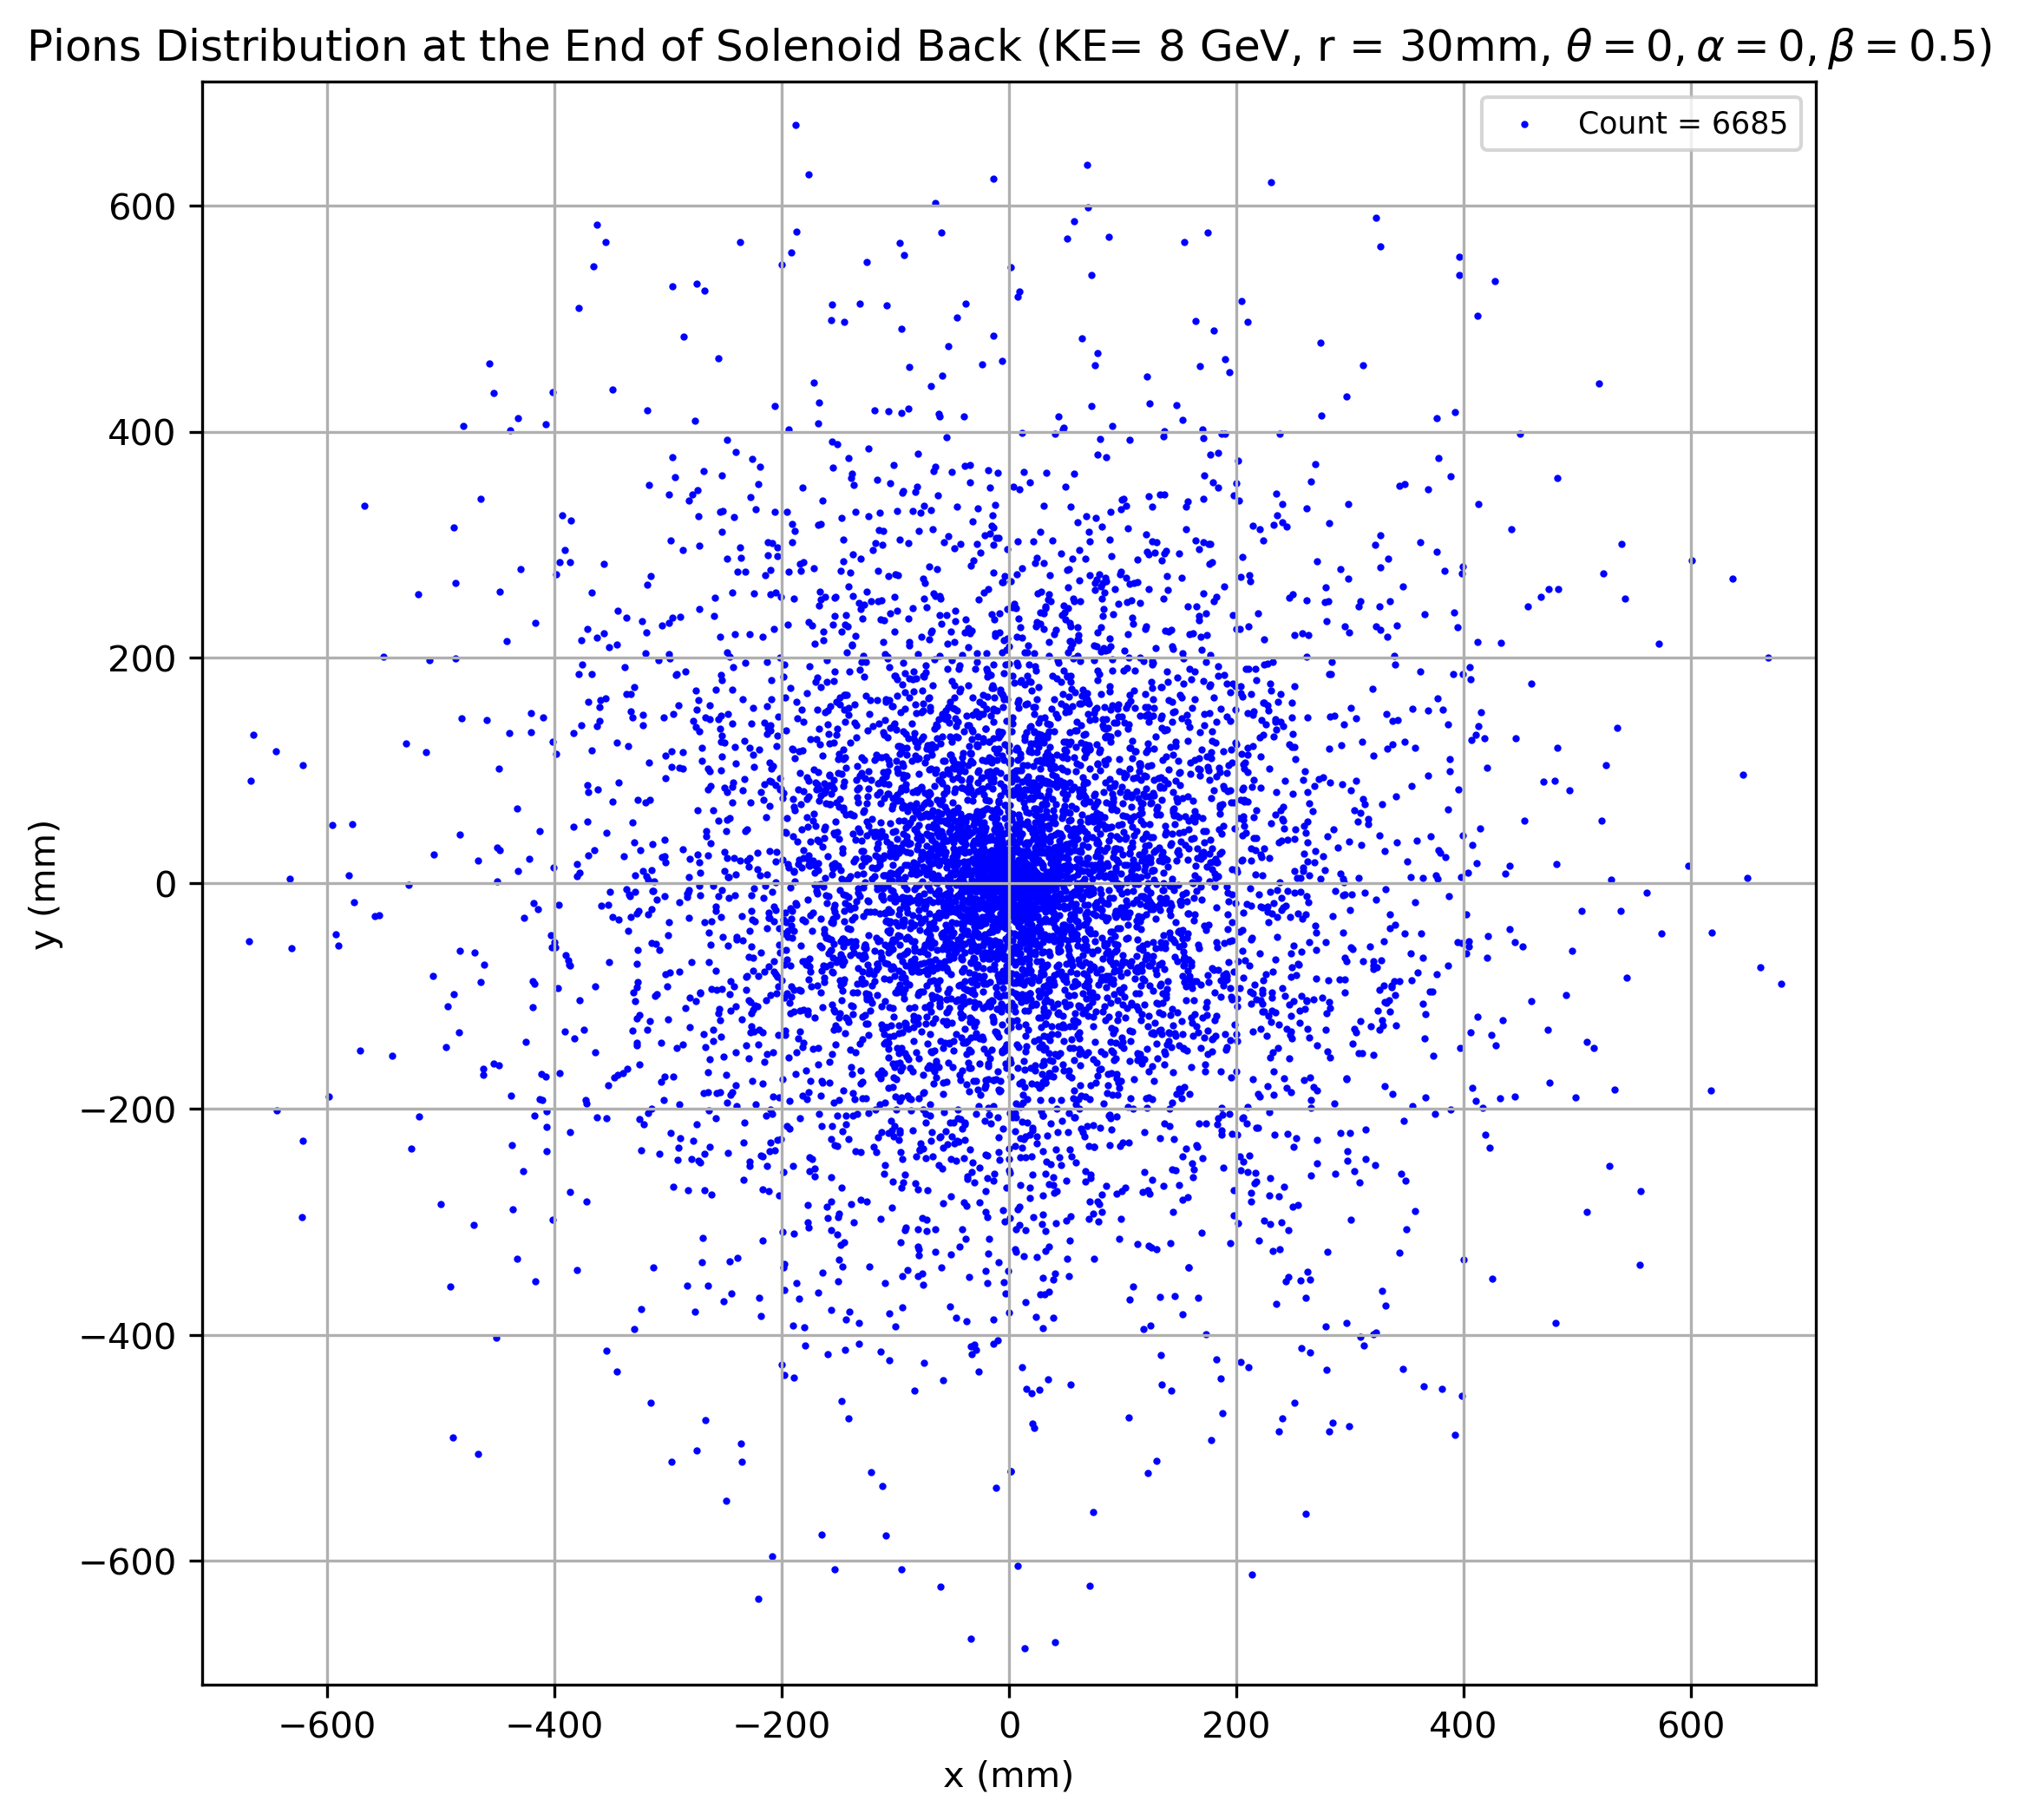 Pions Distribution at the End of Solenoid Back (KE= 8 GeV, r = 30mm, θ = 0, α = 0, β = 0.5)
Count = 6685
600
400
200
0
−200
−400
−600
y (mm)
−600 −400 −200 0 200 400 600
x (mm)